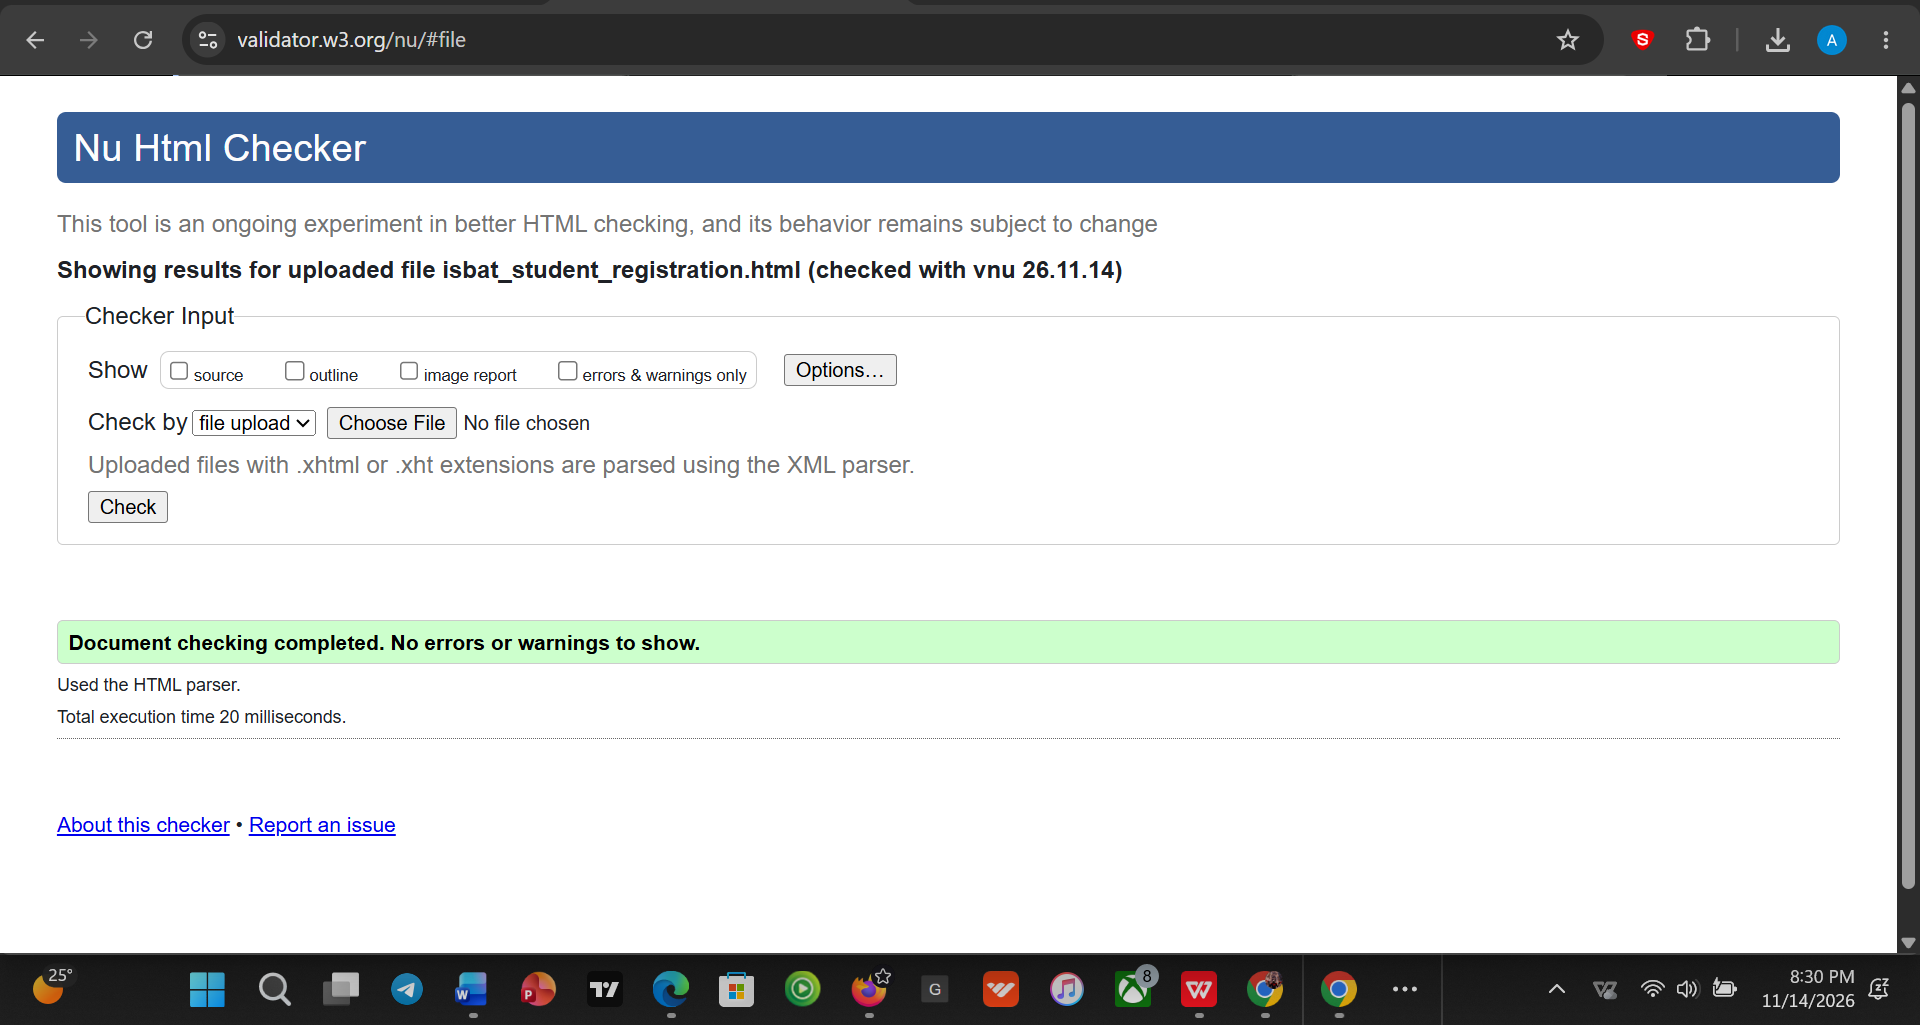 validator.w3.org/nu/#file
S
A
Nu Html Checker
This tool is an ongoing experiment in better HTML checking, and its behavior remains subject to change
Showing results for uploaded file isbat_student_registration.html (checked with vnu 26.11.14)
Checker Input
Show source outline image report errors & warnings only Options...
Check by file upload Choose File No file chosen
Uploaded files with .xhtml or .xht extensions are parsed using the XML parser.
Check
Document checking completed. No errors or warnings to show.
Used the HTML parser.
Total execution time 20 milliseconds.
About this checker • Report an issue
25°
W
P
G
8
8:30 PM
11/14/2026